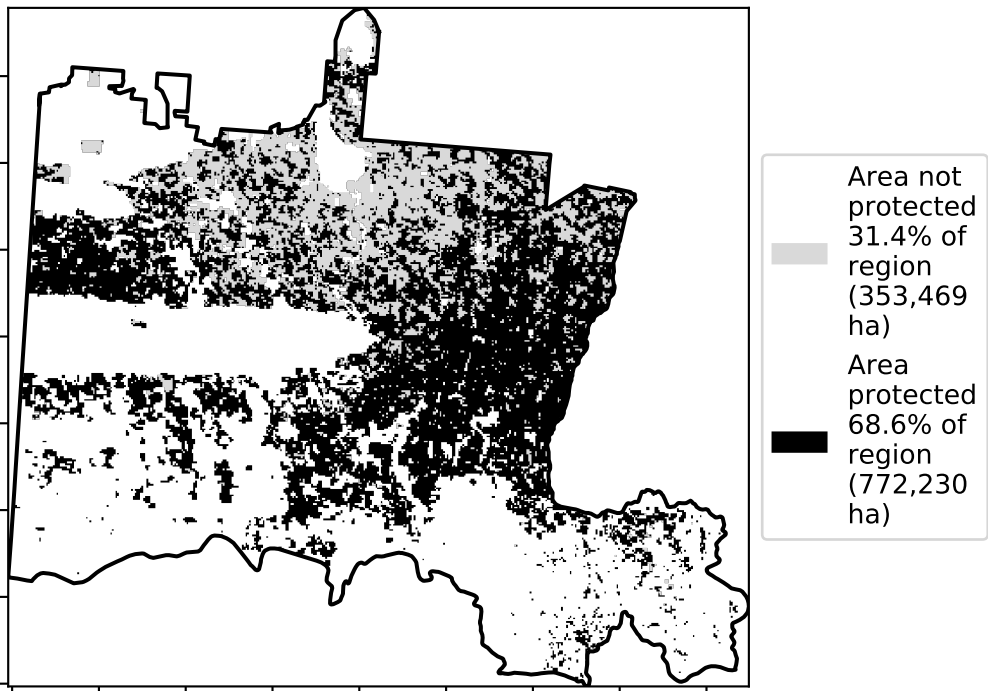 Area not
protected
31.4% of
region
(353,469
ha)
Area
protected
68.6% of
region
(772,230
ha)